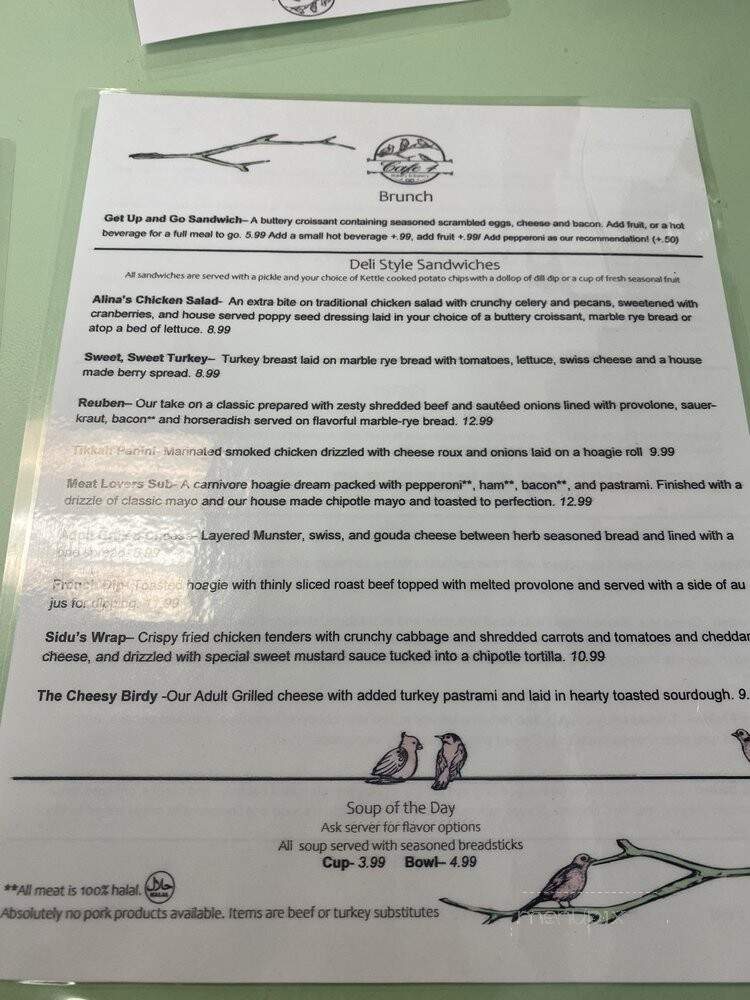 Cafe 4
Brunch
Get Up and Go Sandwich– A buttery croissant containing seasoned scrambled eggs, cheese and bacon. Add fruit, or a hot
beverage for a full meal to go. 5.99 Add a small hot beverage +.99, add fruit +.99/ Add pepperoni as our recommendation! (+.50)
Deli Style Sandwiches
All sandwiches are served with a pickle and your choice of Kettle cooked potato chips with a dollop of dill dip or a cup of fresh seasonal fruit
Alina's Chicken Salad- An extra bite on traditional chicken salad with crunchy celery and pecans, sweetened with
cranberries, and house served poppy seed dressing laid in your choice of a buttery croissant, marble rye bread or
atop a bed of lettuce. 8.99
Sweet, Sweet Turkey– Turkey breast laid on marble rye bread with tomatoes, lettuce, swiss cheese and a house
made berry spread. 8.99
Reuben– Our take on a classic prepared with zesty shredded beef and sautéed onions lined with provolone, sauer-
kraut, bacon** and horseradish served on flavorful marble-rye bread. 12.99
Tikkah Panini- Marinated smoked chicken drizzled with cheese roux and onions laid on a hoagie roll 9.99
Meat Lovers Sub- A carnivore hoagie dream packed with pepperoni**, ham**, bacon**, and pastrami. Finished with a
drizzle of classic mayo and our house made chipotle mayo and toasted to perfection. 12.99
Adult Grilled Cheese– Layered Munster, swiss, and gouda cheese between herb seasoned bread and lined with a
French Dip- Toasted hoagie with thinly sliced roast beef topped with melted provolone and served with a side of au
jus for dipping.
Sidu's Wrap– Crispy fried chicken tenders with crunchy cabbage and shredded carrots and tomatoes and cheddar
cheese, and drizzled with special sweet mustard sauce tucked into a chipotle tortilla. 10.99
The Cheesy Birdy -Our Adult Grilled cheese with added turkey pastrami and laid in hearty toasted sourdough. 9.
Soup of the Day
Ask server for flavor options
All soup served with seasoned breadsticks
Cup- 3.99 Bowl– 4.99
**All meat is 100% halal. حلال HALAL
Absolutely no pork products available. Items are beef or turkey substitutes
menupix